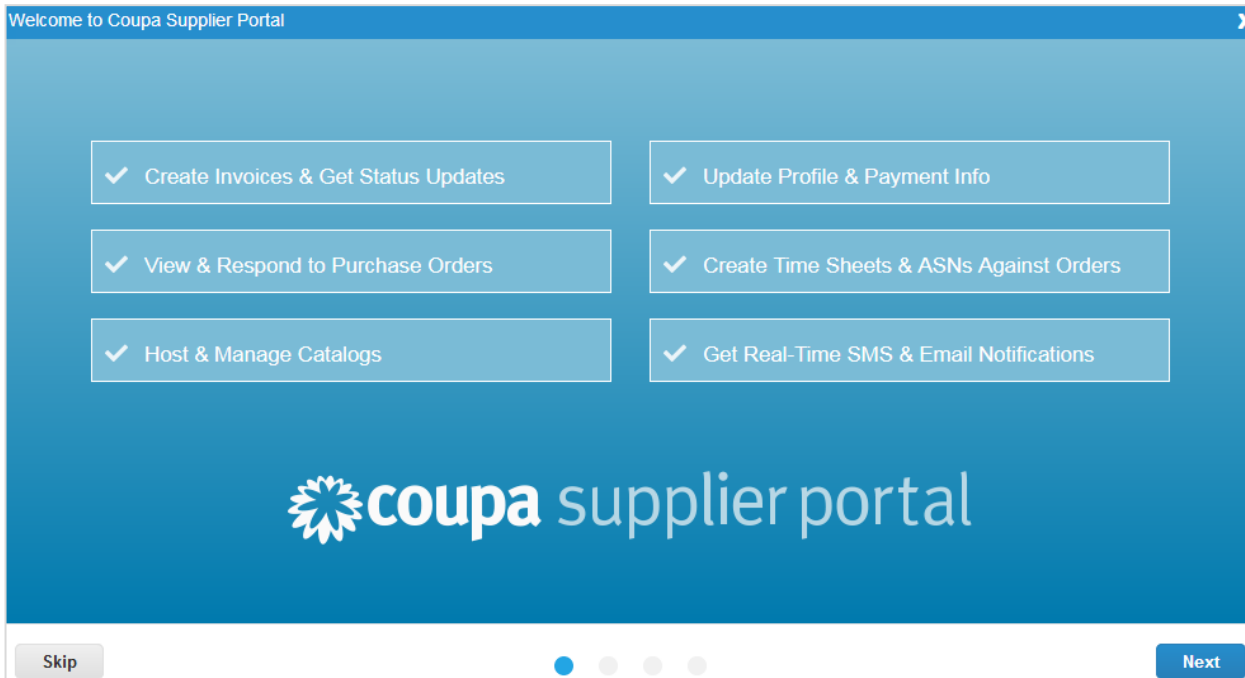 Welcome to Coupa Supplier Portal
Create Invoices & Get Status Updates
Update Profile & Payment Info
View & Respond to Purchase Orders
Create Time Sheets & ASNs Against Orders
Host & Manage Catalogs
Get Real-Time SMS & Email Notifications
coupa supplier portal
Skip
Next